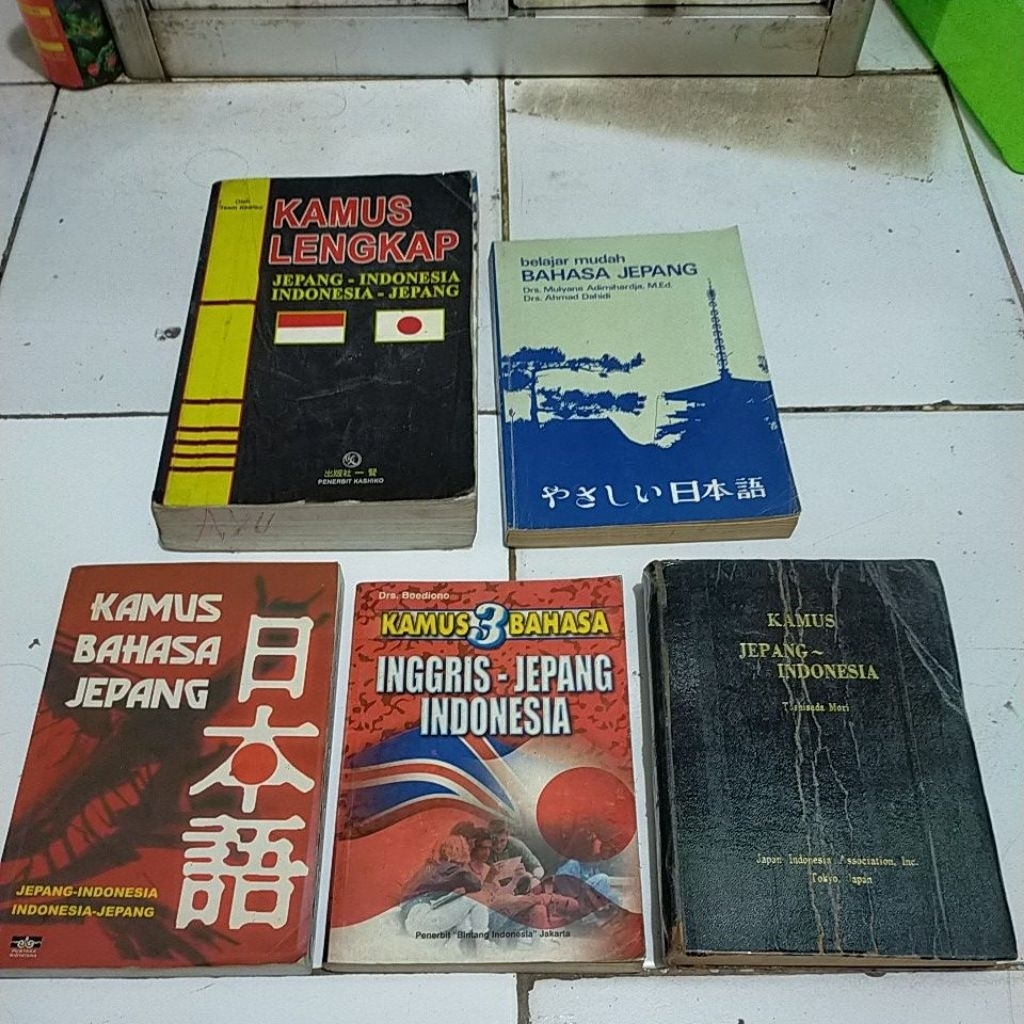 Oleh
Team Kashiko
KAMUS
LENGKAP
JEPANG - INDONESIA
INDONESIA - JEPANG
出版社 一 賢
PENERBIT KASHIKO
AYU
belajar mudah
BAHASA JEPANG
Drs. Mulyana Adimihardja, M.Ed.
Drs. Ahmad Dahidi
やさしい日本語
KAMUS
BAHASA
JEPANG
日本語
JEPANG-INDONESIA
INDONESIA-JEPANG
Drs. Boediono
KAMUS 3 BAHASA
INGGRIS - JEPANG
INDONESIA
Penerbit "Bintang Indonesia" Jakarta
KAMUS
JEPANG~
INDONESIA
Mori
Japan Indonesia Association, Inc.
Tokyo, Japan